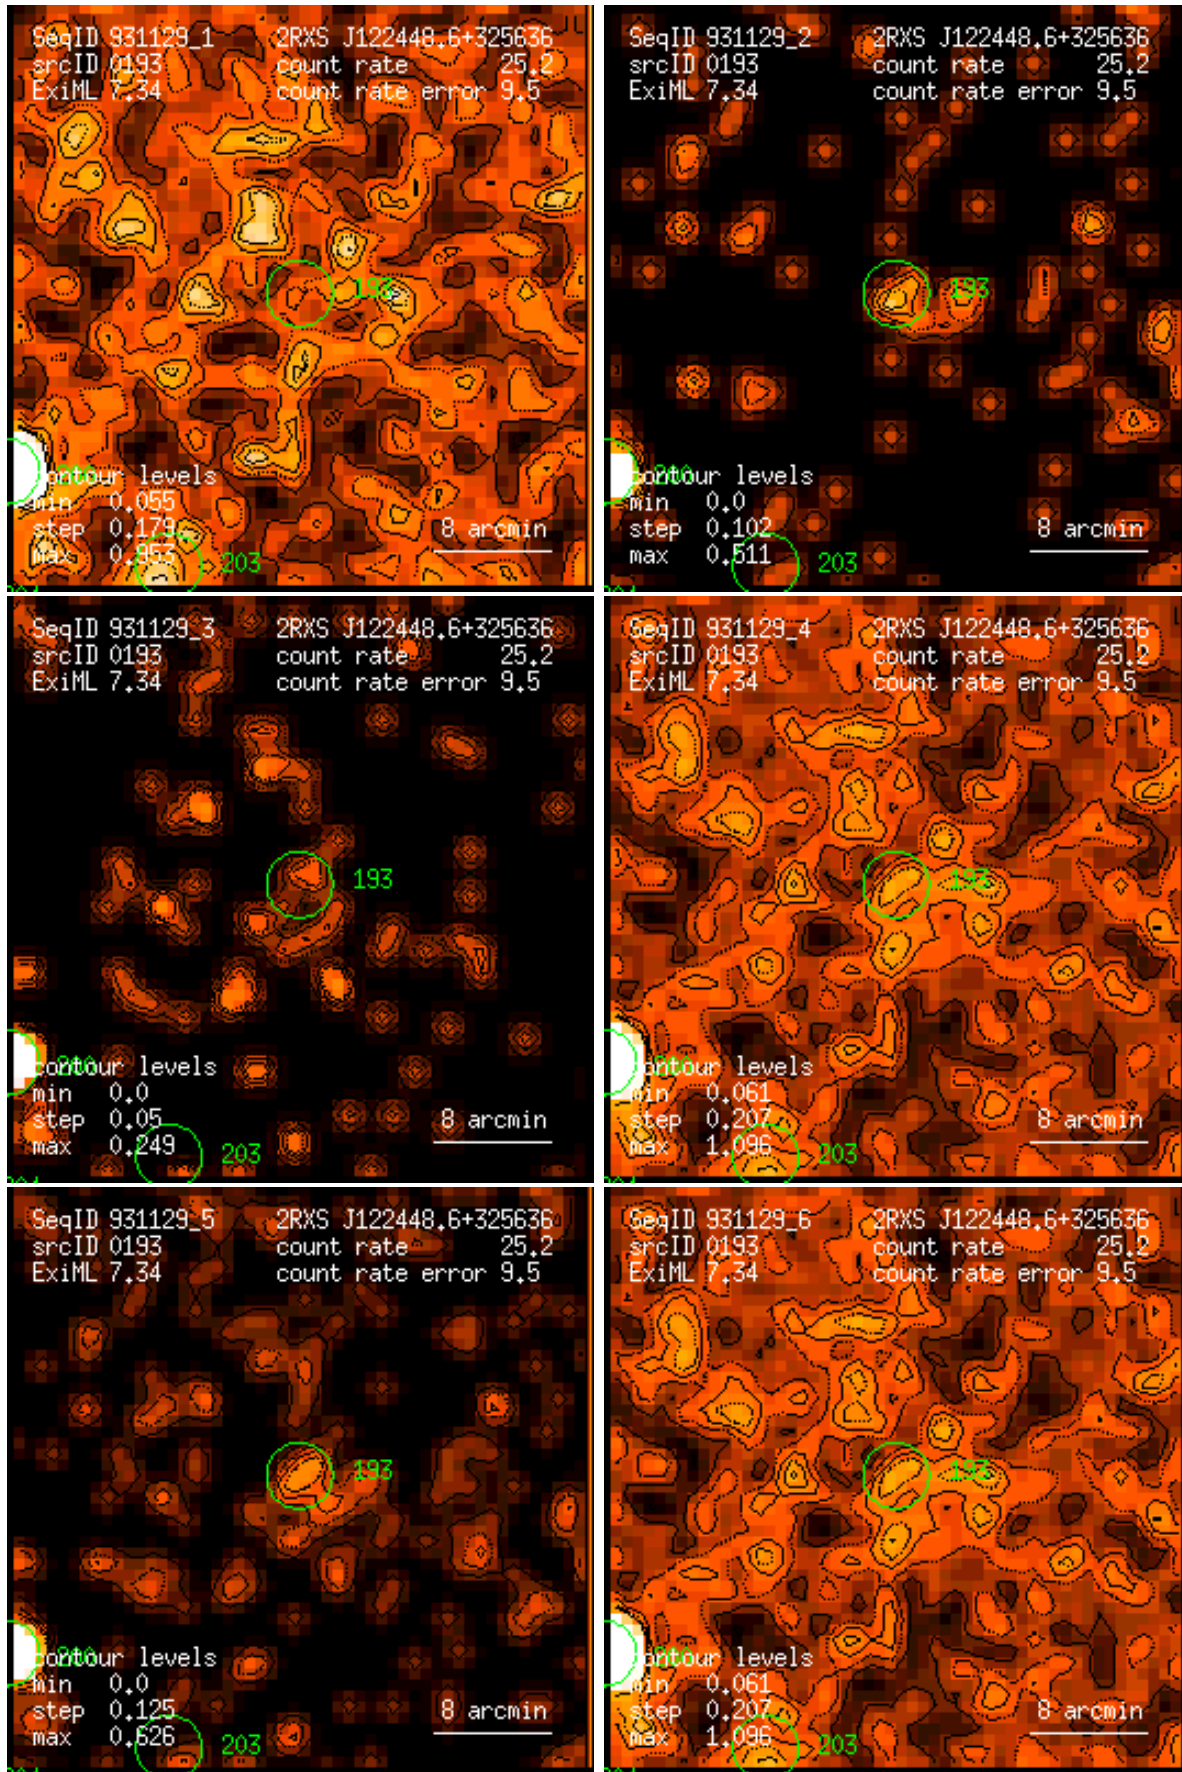 SeqID 931129_1 2RXS J122448.6+325636
srcID 0193 count rate 25.2
ExiML 7.34 count rate error 9.5
193
contour levels
min 0.055
step 0.179
max 0.953
8 arcmin
203
SeqID 931129_2 2RXS J122448.6+325636
srcID 0193 count rate 25.2
ExiML 7.34 count rate error 9.5
193
contour levels
min 0.0
step 0.102
max 0.511
8 arcmin
203
SeqID 931129_3 2RXS J122448.6+325636
srcID 0193 count rate 25.2
ExiML 7.34 count rate error 9.5
193
contour levels
min 0.0
step 0.05
max 0.249
8 arcmin
203
SeqID 931129_4 2RXS J122448.6+325636
srcID 0193 count rate 25.2
ExiML 7.34 count rate error 9.5
193
contour levels
min 0.061
step 0.207
max 1.096
8 arcmin
203
SeqID 931129_5 2RXS J122448.6+325636
srcID 0193 count rate 25.2
ExiML 7.34 count rate error 9.5
193
contour levels
min 0.0
step 0.125
max 0.626
8 arcmin
203
SeqID 931129_6 2RXS J122448.6+325636
srcID 0193 count rate 25.2
ExiML 7.34 count rate error 9.5
193
contour levels
min 0.061
step 0.207
max 1.096
8 arcmin
203